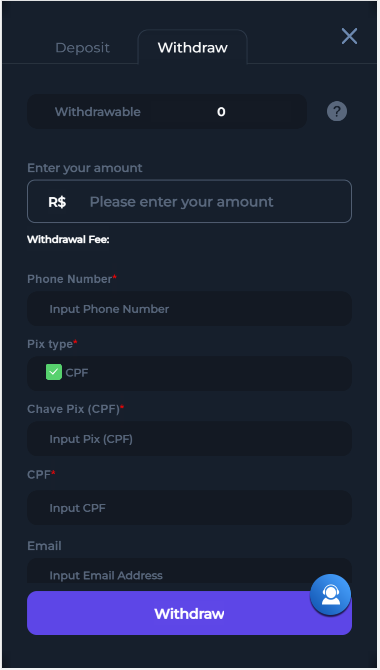 Deposit
Withdraw
Withdrawable 0 ?
Enter your amount
R$ Please enter your amount
Withdrawal Fee:
Phone Number*
Input Phone Number
Pix type*
CPF
Chave Pix (CPF)*
Input Pix (CPF)
CPF*
Input CPF
Email
Input Email Address
Withdraw